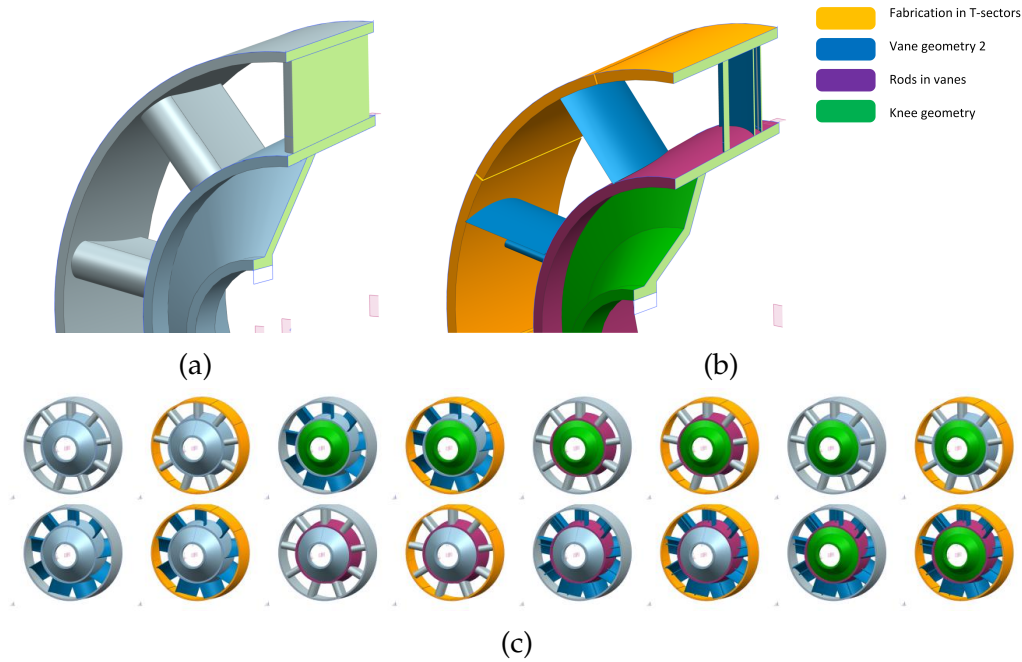 Fabrication in T-sectors
Vane geometry 2
Rods in vanes
Knee geometry
(a)
(b)
(c)